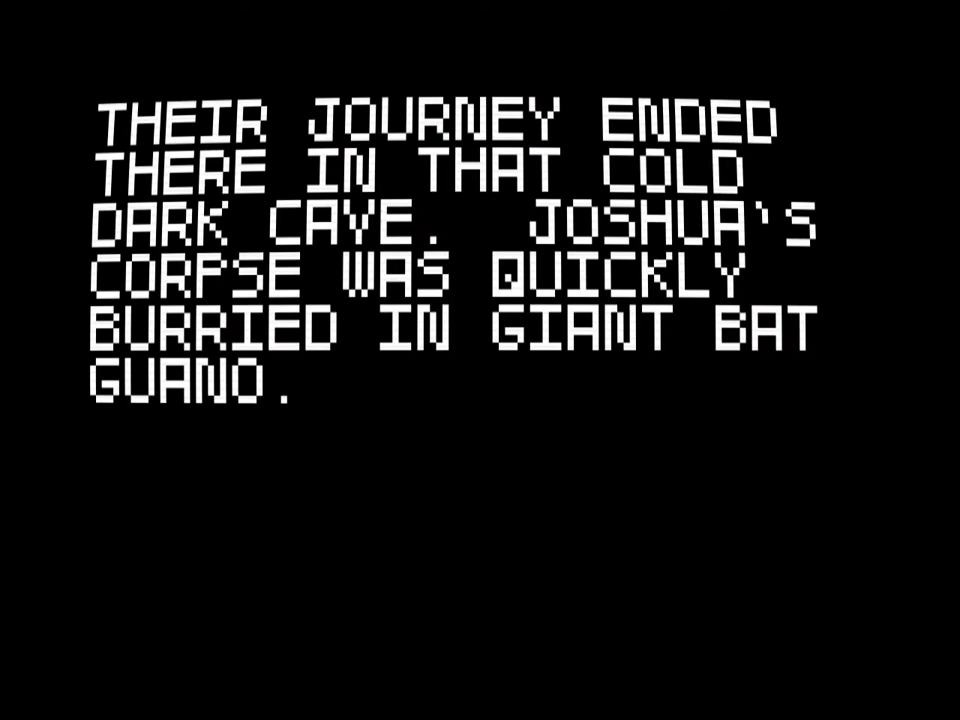 THEIR JOURNEY ENDED
THERE IN THAT COLD
DARK CAVE.  JOSHUA'S
CORPSE WAS QUICKLY
BURRIED IN GIANT BAT
GUANO.